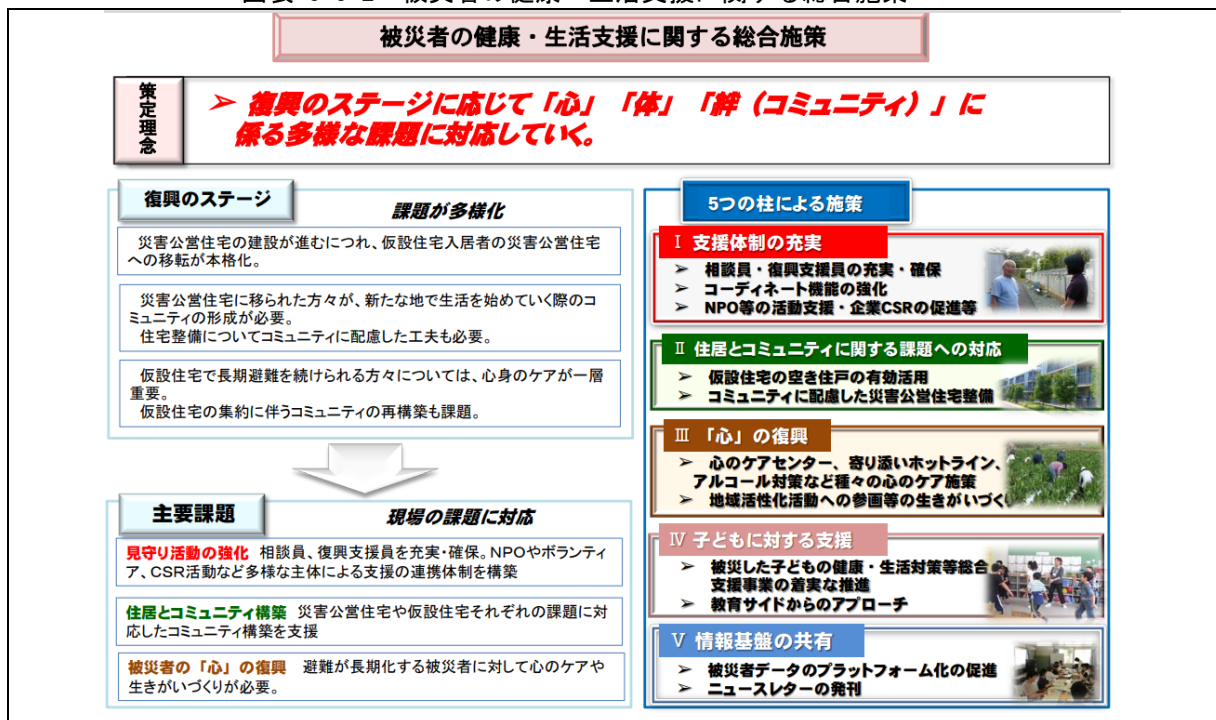 被災者の健康・生活支援に関する総合施策
策定理念
➢ 復興のステージに応じて「心」「体」「絆（コミュニティ）」に
係る多様な課題に対応していく。
復興のステージ
課題が多様化
災害公営住宅の建設が進むにつれ、仮設住宅入居者の災害公営住宅
への移転が本格化。
災害公営住宅に移られた方々が、新たな地で生活を始めていく際のコ
ミュニティの形成が必要。
住宅整備についてコミュニティに配慮した工夫も必要。
仮設住宅で長期避難を続けられる方々については、心身のケアが一層
重要。
仮設住宅の集約に伴うコミュニティの再構築も課題。
主要課題
現場の課題に対応
見守り活動の強化 相談員、復興支援員を充実・確保。NPOやボランティ
ア、CSR活動など多様な主体による支援の連携体制を構築
住居とコミュニティ構築 災害公営住宅や仮設住宅それぞれの課題に対
応したコミュニティ構築を支援
被災者の「心」の復興 避難が長期化する被災者に対して心のケアや
生きがいづくりが必要。
5つの柱による施策
Ⅰ 支援体制の充実
➢ 相談員・復興支援員の充実・確保
➢ コーディネート機能の強化
➢ NPO等の活動支援・企業CSRの促進等
Ⅱ 住居とコミュニティに関する課題への対応
➢ 仮設住宅の空き住戸の有効活用
➢ コミュニティに配慮した災害公営住宅整備
Ⅲ 「心」の復興
➢ 心のケアセンター、寄り添いホットライン、
アルコール対策など種々の心のケア施策
➢ 地域活性化活動への参画等の生きがいづくり
Ⅳ 子どもに対する支援
➢ 被災した子どもの健康・生活対策等総合
支援事業の着実な推進
➢ 教育サイドからのアプローチ
Ⅴ 情報基盤の共有
➢ 被災者データのプラットフォーム化の促進
➢ ニュースレターの発刊